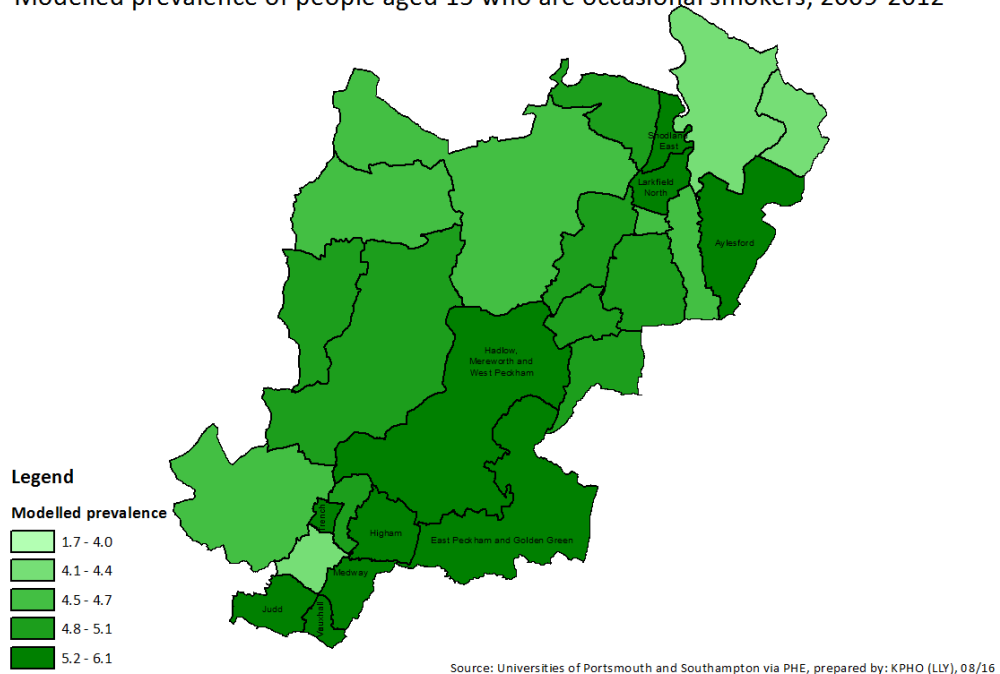 Modelled prevalence of people aged 15 who are occasional smokers, 2009-2012
Snodland
East
Larkfield
North
Aylesford
Hadlow,
Mereworth and
West Peckham
Trench
Higham
East Peckham and Golden Green
Medway
Judd
Vauxhall
Legend
Modelled prevalence
1.7 - 4.0
4.1 - 4.4
4.5 - 4.7
4.8 - 5.1
5.2 - 6.1
Source: Universities of Portsmouth and Southampton via PHE, prepared by: KPHO (LLY), 08/16